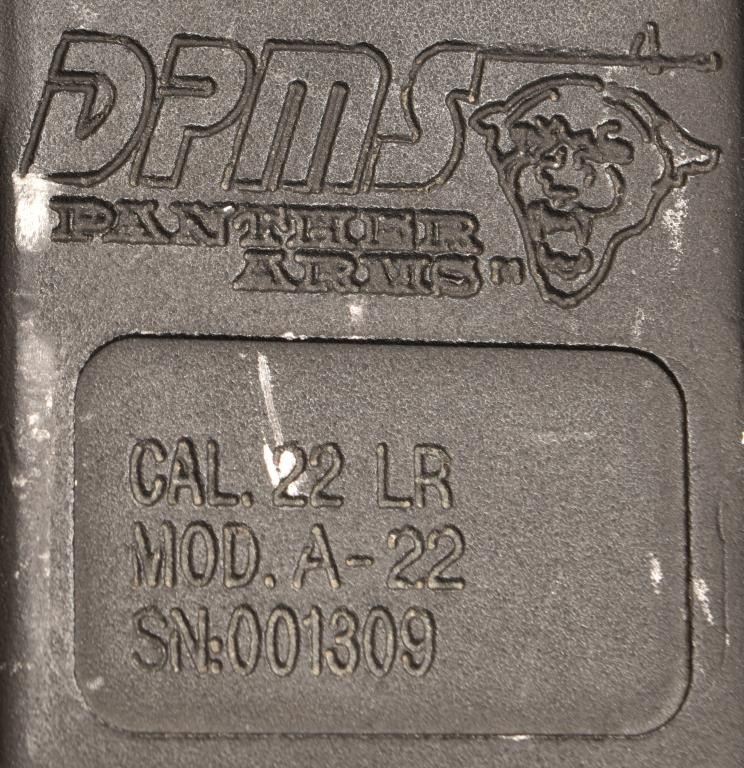 DPMS
PANTHER
ARMS
CAL. 22 LR
MOD. A-22
SN:001309